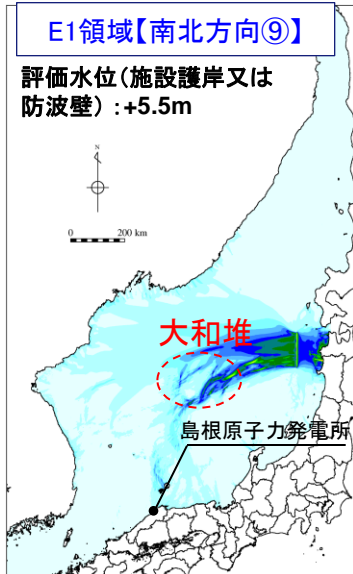 E1領域【南北方向⑨】
評価水位(施設護岸又は
防波壁):+5.5m
N
0 200 km
大和堆
島根原子力発電所